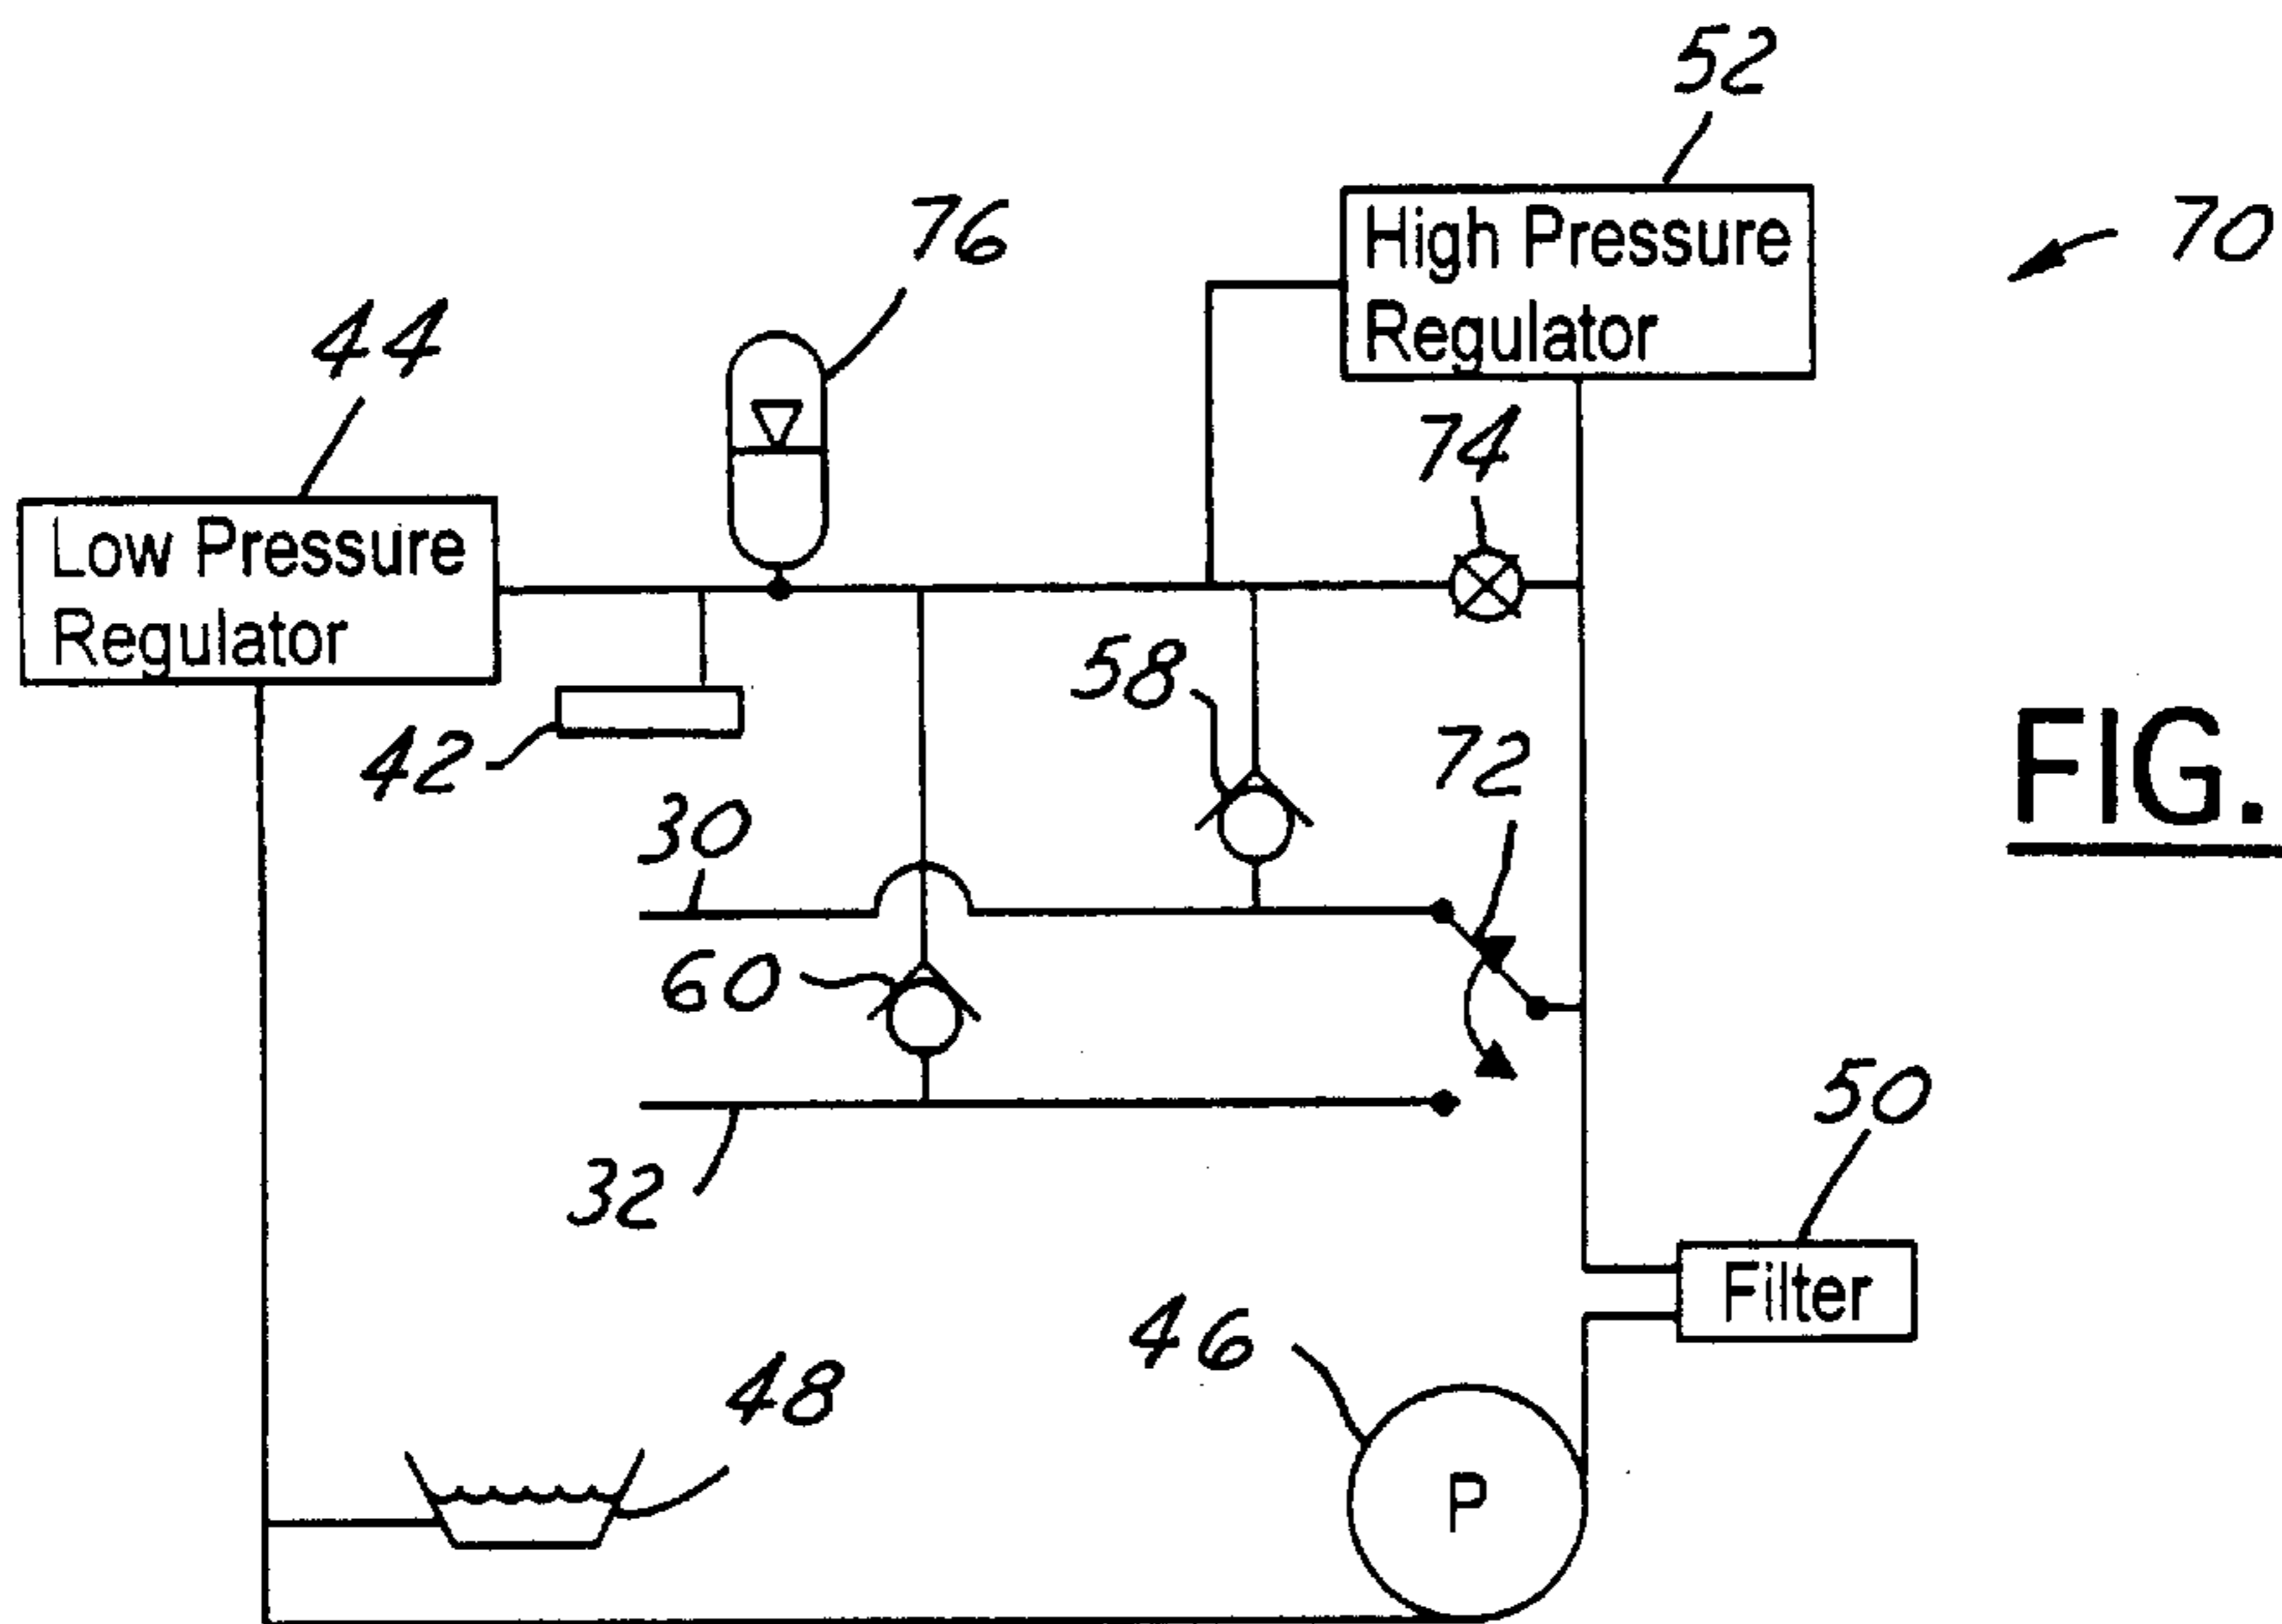 52
High Pressure
Regulator
70
76
44
Low Pressure
Regulator
74
58
42
72
30
FIG.
60
32
50
Filter
46
48
P